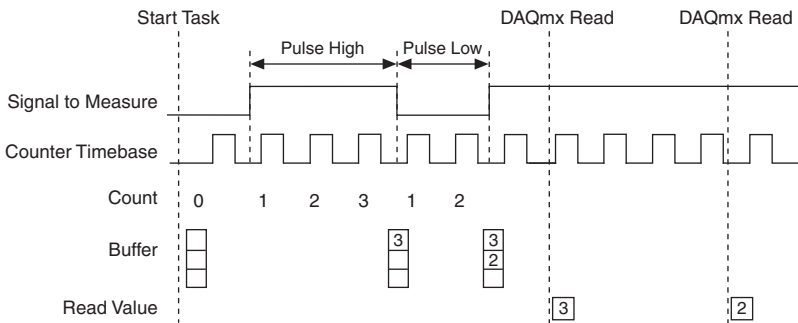 Start Task DAQmx Read DAQmx Read
Pulse High Pulse Low
Signal to Measure
Counter Timebase
Count 0 1 2 3 1 2
Buffer 3 3
2
Read Value 3 2